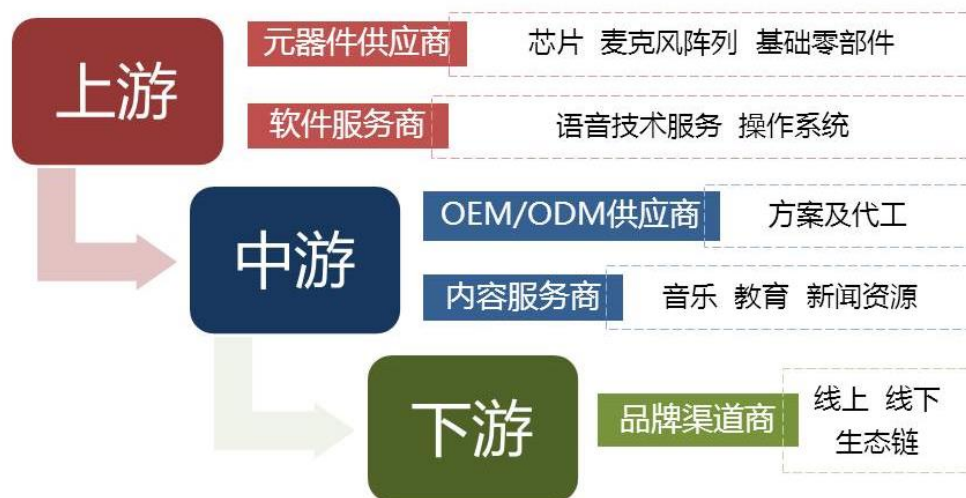 上游
元器件供应商
芯片 麦克风阵列 基础零部件
软件服务商
语音技术服务 操作系统
中游
OEM/ODM供应商
方案及代工
内容服务商
音乐 教育 新闻资源
下游
品牌渠道商
线上 线下
生态链